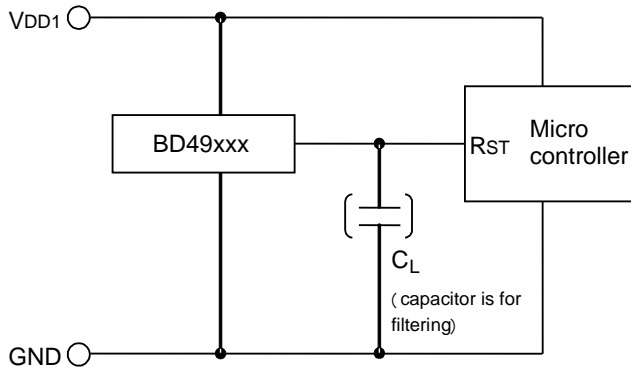 VDD1
BD49xxx
RST
Micro
controller
CL
( capacitor is for
filtering)
GND